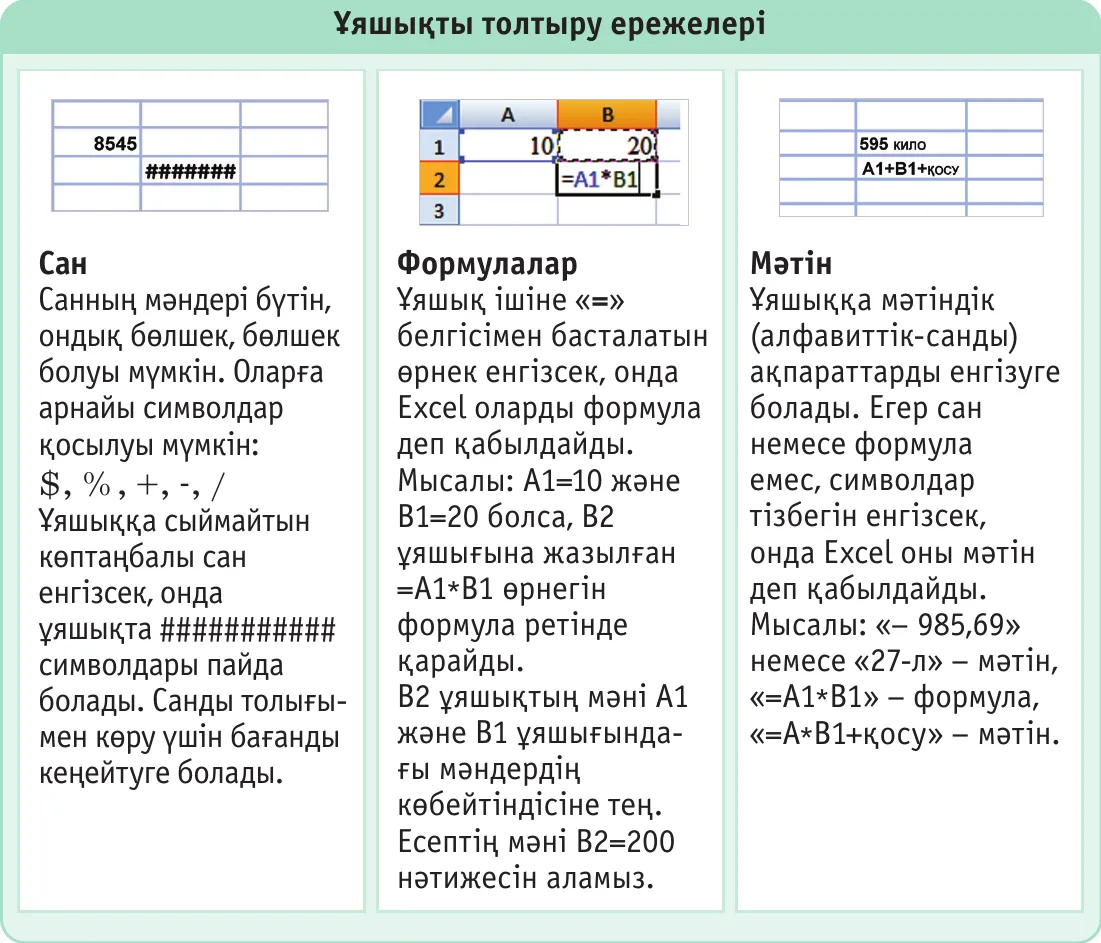 Ұяшықты толтыру ережелері
8545
#######
Сан
Санның мәндері бүтін,
ондық бөлшек, бөлшек
болуы мүмкін. Оларға
арнайы символдар
қосылуы мүмкін:
$, %, +, -, /
Ұяшыққа сыймайтын
көптаңбалы сан
енгізсек, онда
ұяшықта ###########
символдары пайда
болады. Санды толығы-
мен көру үшін бағанды
кеңейтуге болады.
A B
1 10 20
2 =A1*B1
3
Формулалар
Ұяшық ішіне «=»
белгісімен басталатын
өрнек енгізсек, онда
Excel оларды формула
деп қабылдайды.
Мысалы: A1=10 және
B1=20 болса, B2
ұяшығына жазылған
=A1*B1 өрнегін
формула ретінде
қарайды.
B2 ұяшықтың мәні A1
және B1 ұяшығында-
ғы мәндердің
көбейтіндісіне тең.
Есептің мәні B2=200
нәтижесін аламыз.
595 кило
A1+B1+қосу
Мәтін
Ұяшыққа мәтіндік
(алфавиттік-санды)
ақпараттарды енгізуге
болады. Егер сан
немесе формула
емес, символдар
тізбегін енгізсек,
онда Excel оны мәтін
деп қабылдайды.
Мысалы: «– 985,69»
немесе «27-л» – мәтін,
«=A1*B1» – формула,
«=A*B1+қосу» – мәтін.